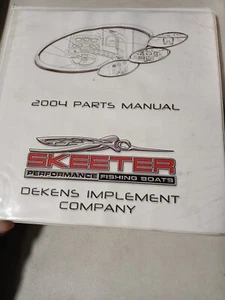 2004 PARTS MANUAL
SKEETER
PERFORMANCE FISHING BOATS
DEKENS IMPLEMENT
COMPANY